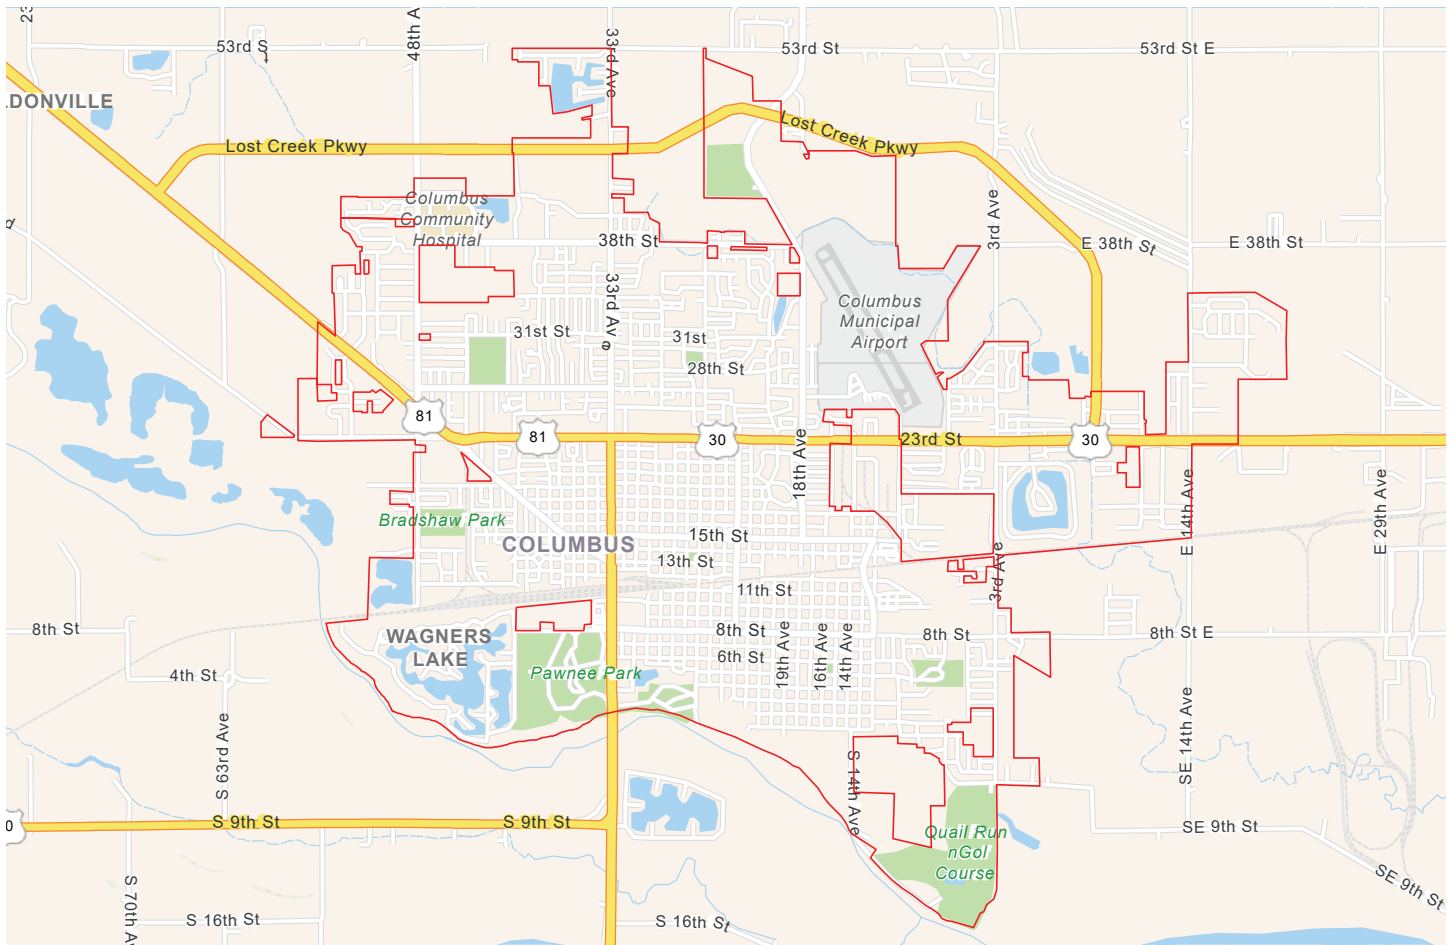 23
48th A
33rd Ave
53rd S
53rd St
53rd St E
LDONVILLE
Lost Creek Pkwy
Lost Creek Pkwy
Columbus
Community
Hospital
3rd Ave
38th St
E 38th St
E 38th St
33rd Av e
Columbus
Municipal
Airport
31st St
31st
28th St
81
81
30
23rd St
30
18th Ave
E 14th Ave
E 29th Ave
Bradshaw Park
COLUMBUS
15th St
13th St
11th St
3rd Ave
8th St
WAGNERS
LAKE
8th St
6th St
19th Ave
16th Ave
14th Ave
8th St
8th St E
4th St
Pawnee Park
S 63rd Ave
S 14th Ave
SE 14th Ave
0
S 9th St
S 9th St
Quail Run
nGol
Course
SE 9th St
SE 9th St
S 70th Av
S 16th St
S 16th St